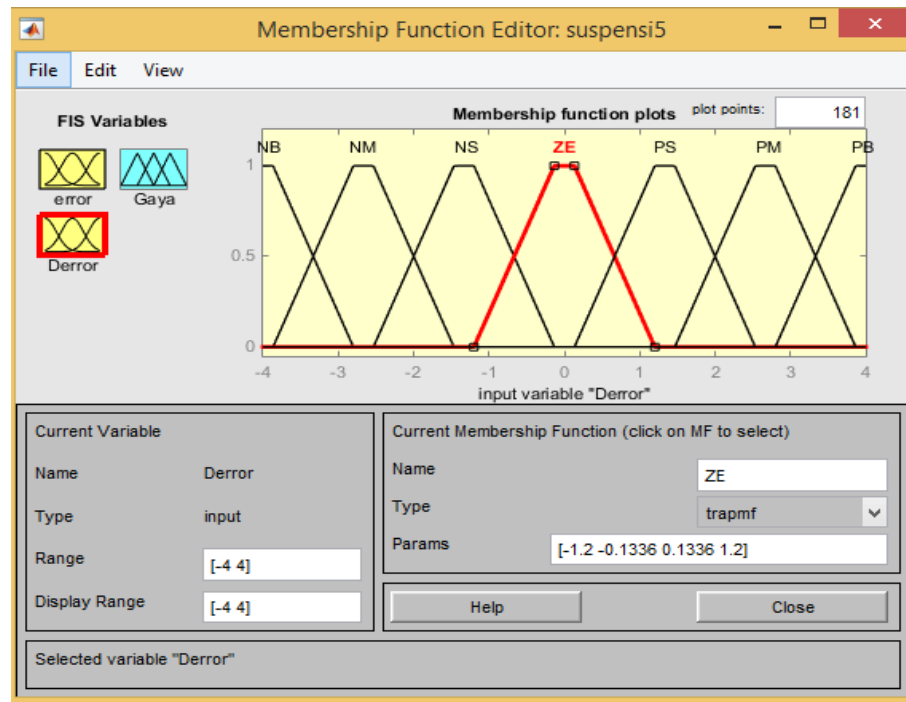 Membership Function Editor: suspensi5
File Edit View
FIS Variables
error Gaya
Derror
Membership function plots plot points: 181
NB NM NS ZE PS PM PB
1
0.5
0
-4 -3 -2 -1 0 1 2 3 4
input variable "Derror"
Current Variable
Name Derror
Type input
Range [-4 4]
Display Range [-4 4]
Current Membership Function (click on MF to select)
Name ZE
Type trapmf
Params [-1.2 -0.1336 0.1336 1.2]
Help Close
Selected variable "Derror"